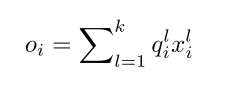 $o_i = \sum_{l=1}^{k} q_i^l x_i^l$